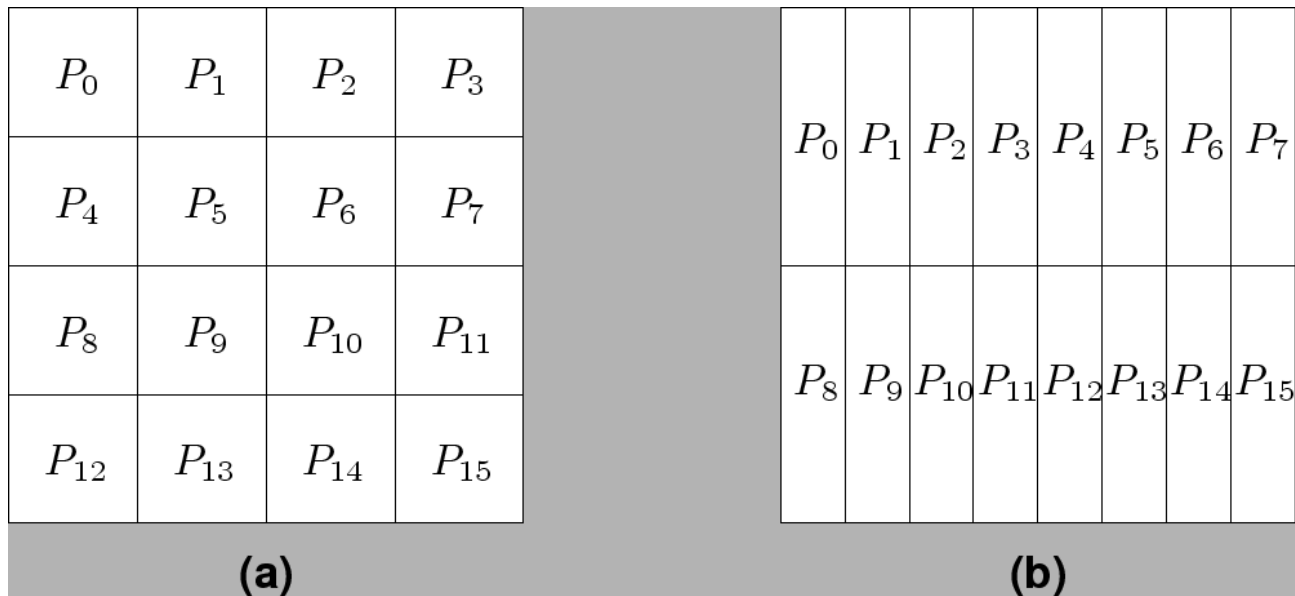 P₀ P₁ P₂ P₃
P₄ P₅ P₆ P₇
P₈ P₉ P₁₀ P₁₁
P₁₂ P₁₃ P₁₄ P₁₅
(a)
P₀ P₁ P₂ P₃ P₄ P₅ P₆ P₇
P₈ P₉ P₁₀ P₁₁ P₁₂ P₁₃ P₁₄ P₁₅
(b)